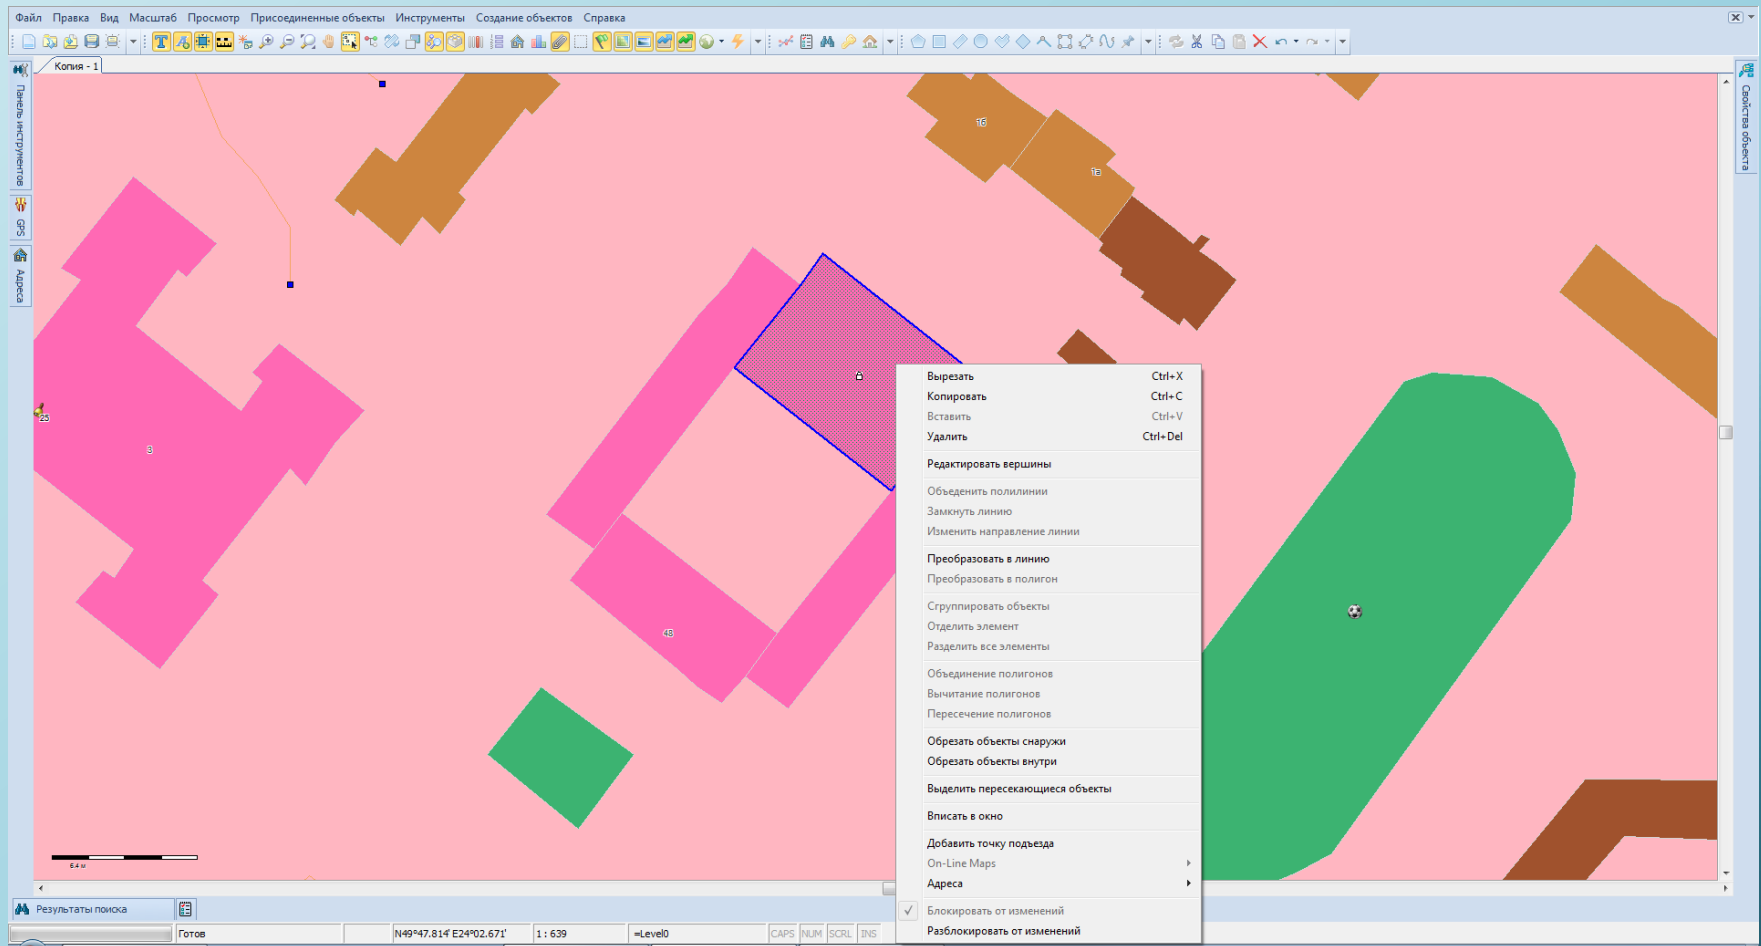 Файл Правка Вид Масштаб Просмотр Присоединенные объекты Инструменты Создание объектов Справка
Копия - 1
Панель инструментов
GPS
Адреса
Свойства объекта
1б
1а
25
3
48
Вырезать Ctrl+X
Копировать Ctrl+C
Вставить Ctrl+V
Удалить Ctrl+Del
Редактировать вершины
Объеденить полилинии
Замкнуть линию
Изменить направление линии
Преобразовать в линию
Преобразовать в полигон
Сгруппировать объекты
Отделить элемент
Разделить все элементы
Объединение полигонов
Вычитание полигонов
Пересечение полигонов
Обрезать объекты снаружи
Обрезать объекты внутри
Выделить пересекающиеся объекты
Вписать в окно
Добавить точку подъезда
On-Line Maps
Адреса
Блокировать от изменений
Разблокировать от изменений
6.4 м
Результаты поиска
Готов N49°47.814' E24°02.671' 1 : 639 =Level0 CAPS NUM SCRL INS